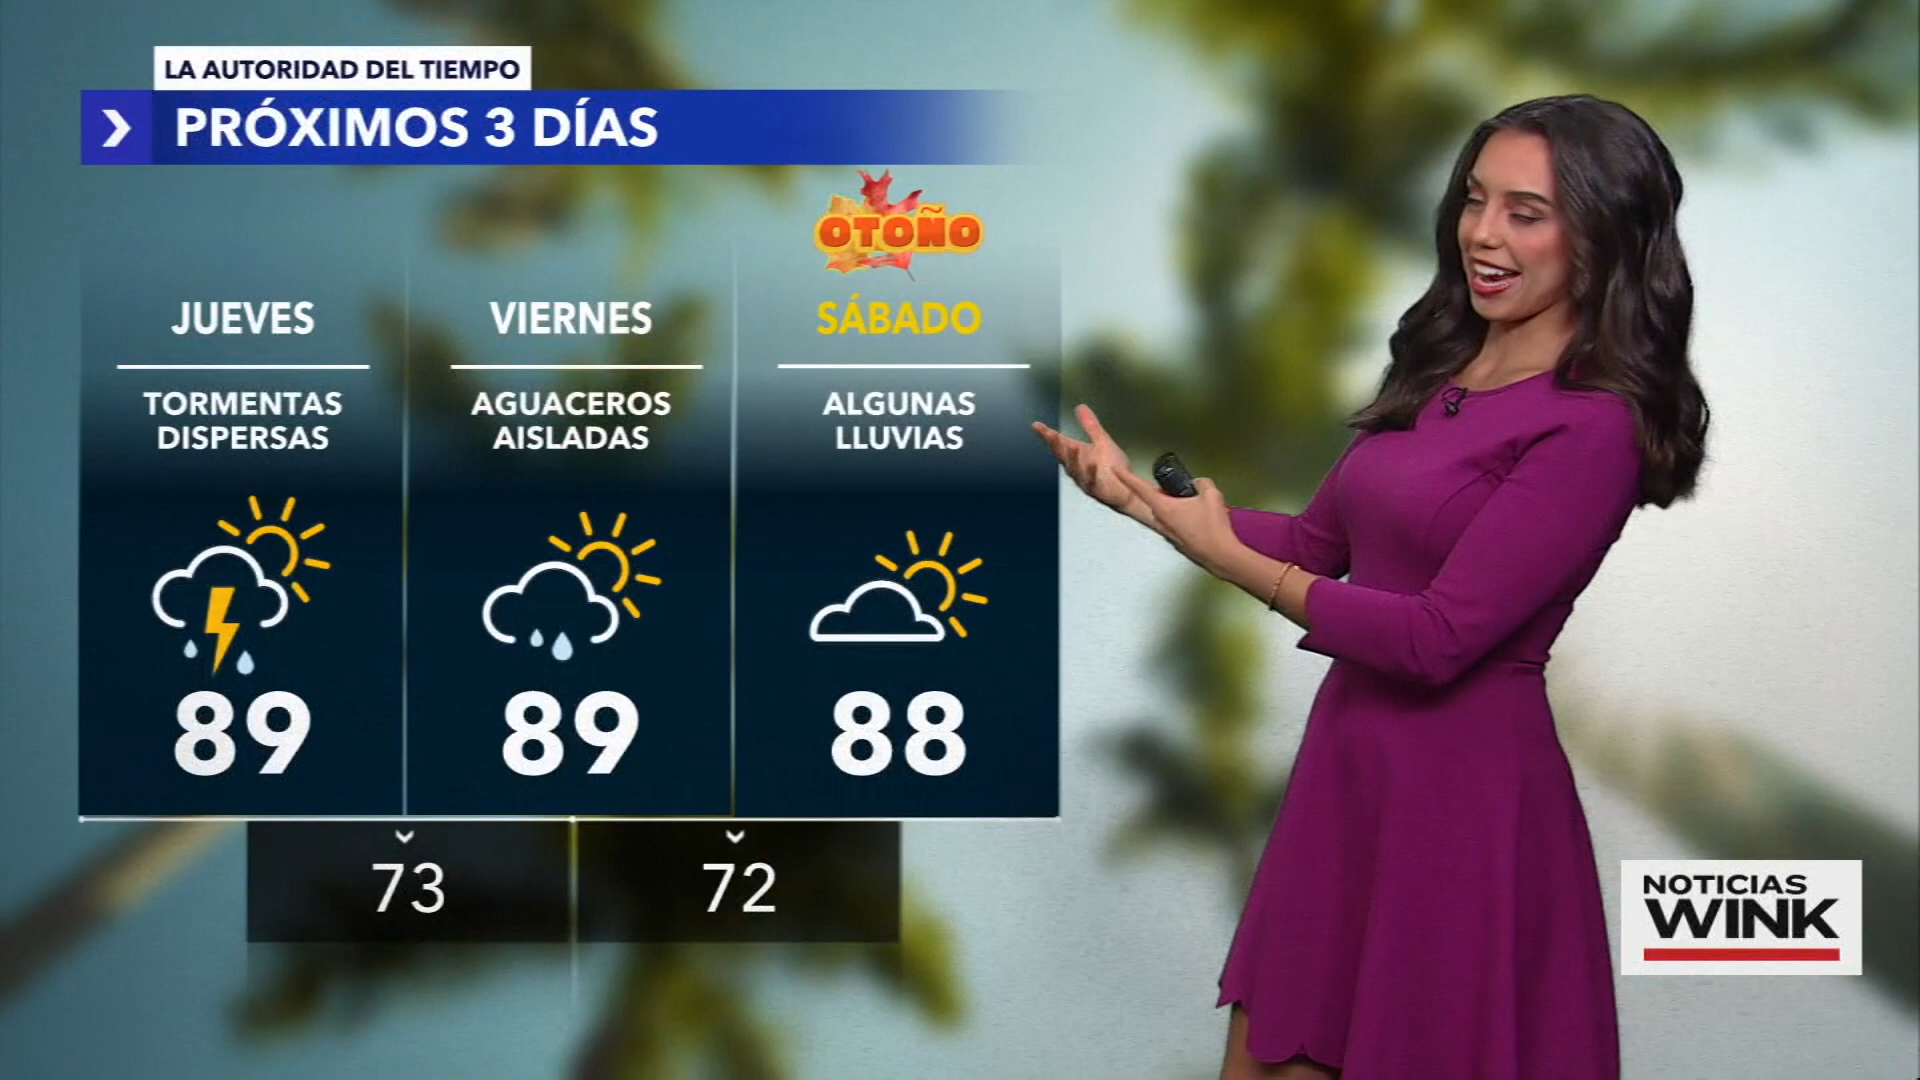 LA AUTORIDAD DEL TIEMPO
PRÓXIMOS 3 DÍAS
OTOÑO
JUEVES
VIERNES
SÁBADO
TORMENTAS
DISPERSAS
AGUACEROS
AISLADAS
ALGUNAS
LLUVIAS
89
89
88
73
72
NOTICIAS
WINK